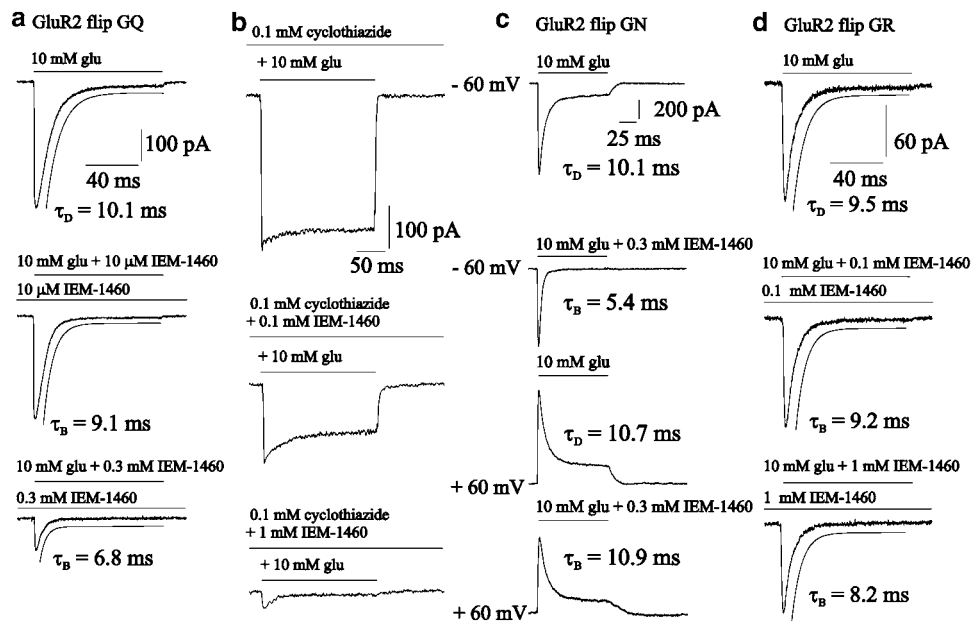 a GluR2 flip GQ
10 mM glu
100 pA
40 ms
τD = 10.1 ms
10 mM glu + 10 μM IEM-1460
10 μM IEM-1460
τB = 9.1 ms
10 mM glu + 0.3 mM IEM-1460
0.3 mM IEM-1460
τB = 6.8 ms
b
0.1 mM cyclothiazide
+ 10 mM glu
100 pA
50 ms
0.1 mM cyclothiazide
+ 0.1 mM IEM-1460
+ 10 mM glu
0.1 mM cyclothiazide
+ 1 mM IEM-1460
+ 10 mM glu
c GluR2 flip GN
10 mM glu
- 60 mV
200 pA
25 ms
τD = 10.1 ms
10 mM glu + 0.3 mM IEM-1460
- 60 mV
τB = 5.4 ms
10 mM glu
τD = 10.7 ms
+ 60 mV
10 mM glu + 0.3 mM IEM-1460
τB = 10.9 ms
+ 60 mV
d GluR2 flip GR
10 mM glu
60 pA
40 ms
τD = 9.5 ms
10 mM glu + 0.1 mM IEM-1460
0.1 mM IEM-1460
τB = 9.2 ms
10 mM glu + 1 mM IEM-1460
1 mM IEM-1460
τB = 8.2 ms